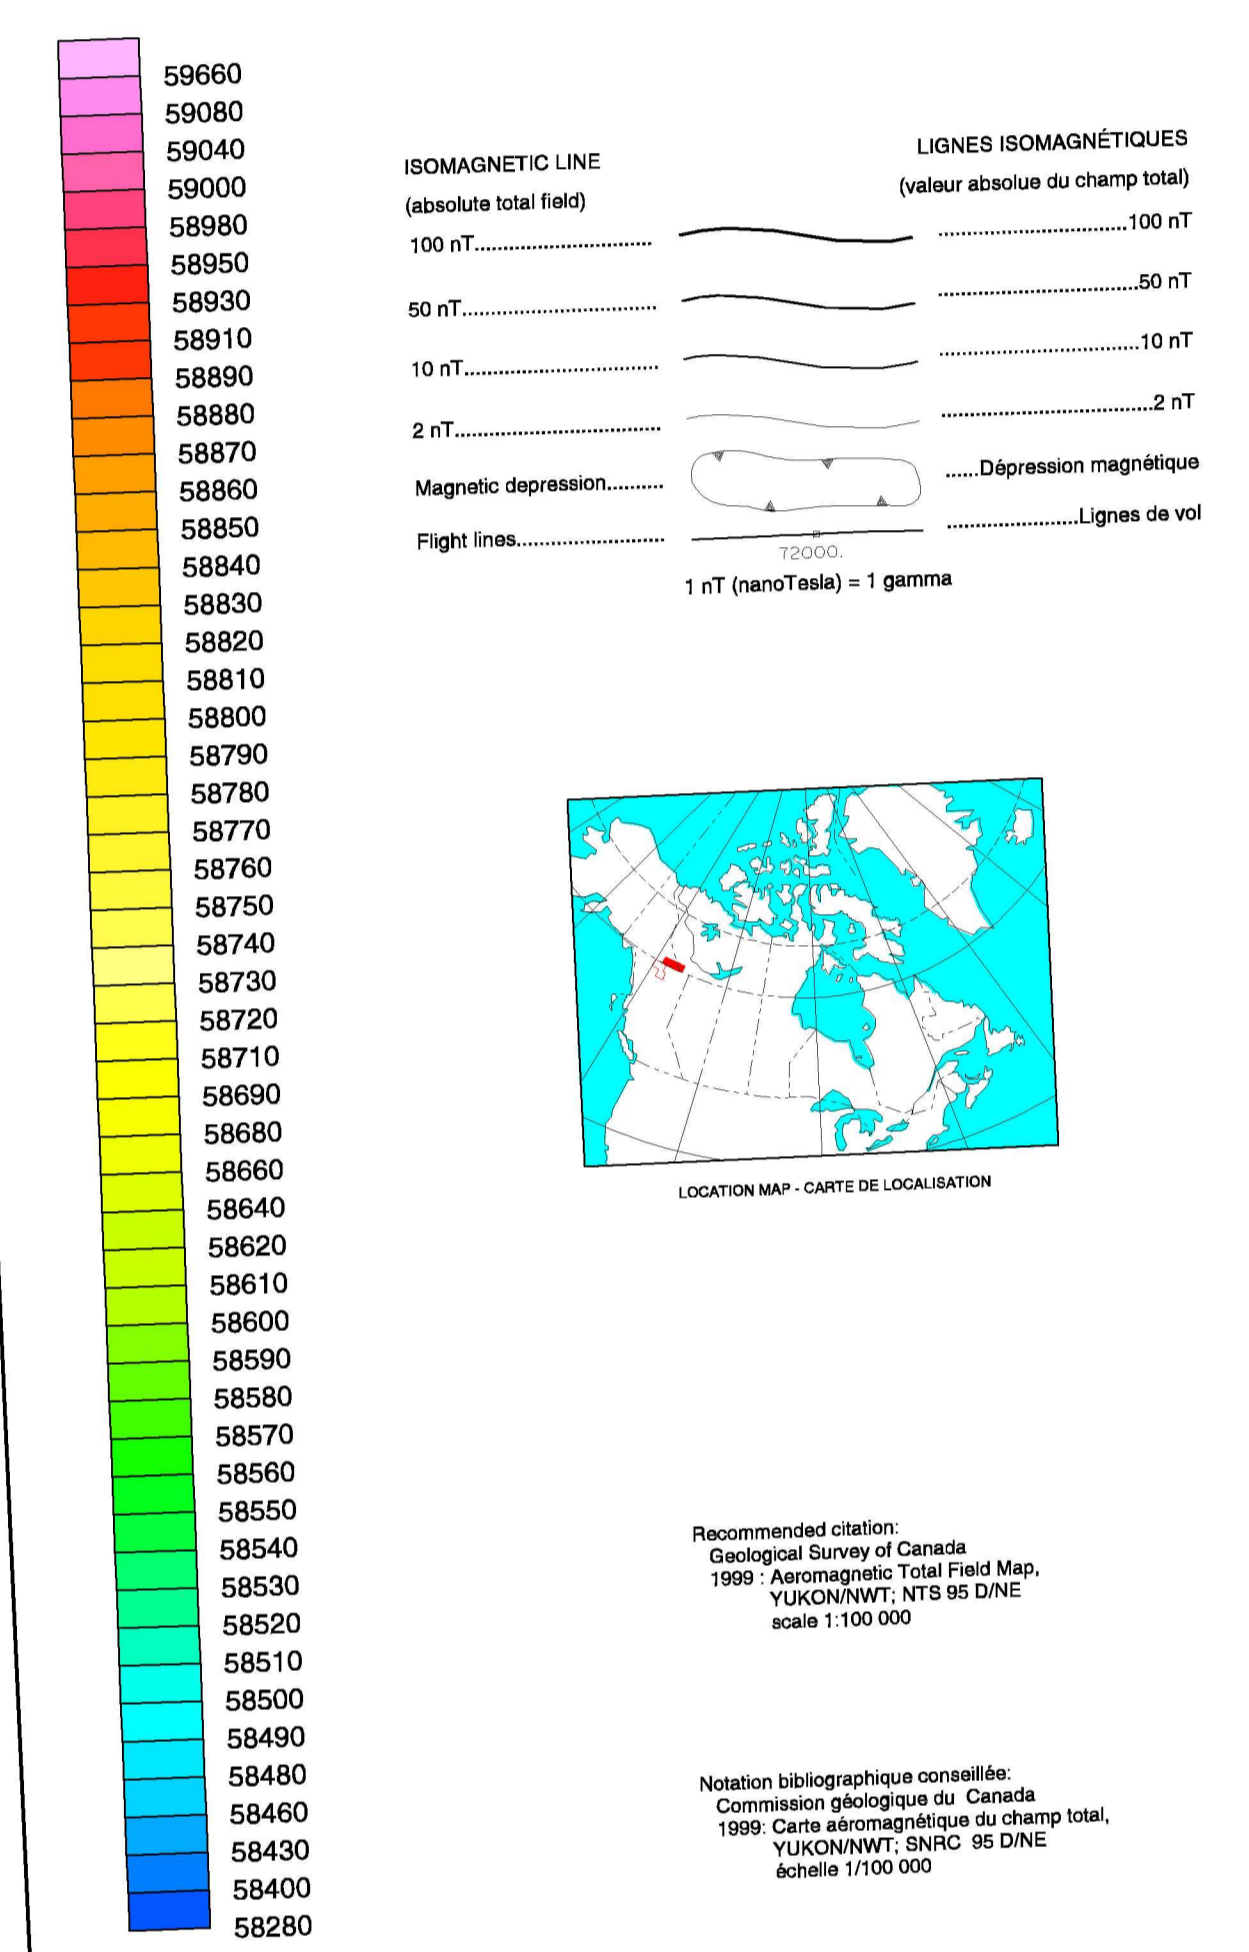 59660
59080
59040
59000
58980
58950
58930
58910
58890
58880
58870
58860
58850
58840
58830
58820
58810
58800
58790
58780
58770
58760
58750
58740
58730
58720
58710
58690
58680
58660
58640
58620
58610
58600
58590
58580
58570
58560
58550
58540
58530
58520
58510
58500
58490
58480
58460
58430
58400
58280
ISOMAGNETIC LINE
(absolute total field)
LIGNES ISOMAGNÉTIQUES
(valeur absolue du champ total)
100 nT............................... ................................100 nT
50 nT.................................. ...................................50 nT
10 nT.................................. ...................................10 nT
2 nT.................................... .....................................2 nT
Magnetic depression.......... ......Dépression magnétique
Flight lines.......................... .......................Lignes de vol
72000.
1 nT (nanoTesla) = 1 gamma
LOCATION MAP - CARTE DE LOCALISATION
Recommended citation:
Geological Survey of Canada
1999 : Aeromagnetic Total Field Map,
YUKON/NWT; NTS 95 D/NE
scale 1:100 000
Notation bibliographique conseillée:
Commission géologique du Canada
1999: Carte aéromagnétique du champ total,
YUKON/NWT; SNRC 95 D/NE
échelle 1/100 000